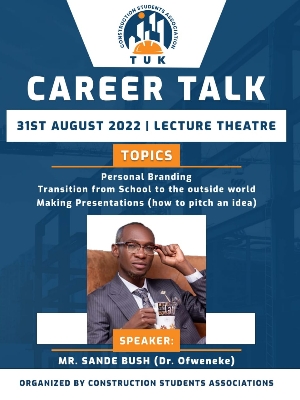 CONSTRUCTION STUDENTS ASSOCIATION
TUK
CAREER TALK
31ST AUGUST 2022 | LECTURE THEATRE
TOPICS
Personal Branding
Transition from School to the outside world
Making Presentations (how to pitch an idea)
SPEAKER:
MR. SANDE BUSH (Dr. Ofweneke)
ORGANIZED BY CONSTRUCTION STUDENTS ASSOCIATIONS